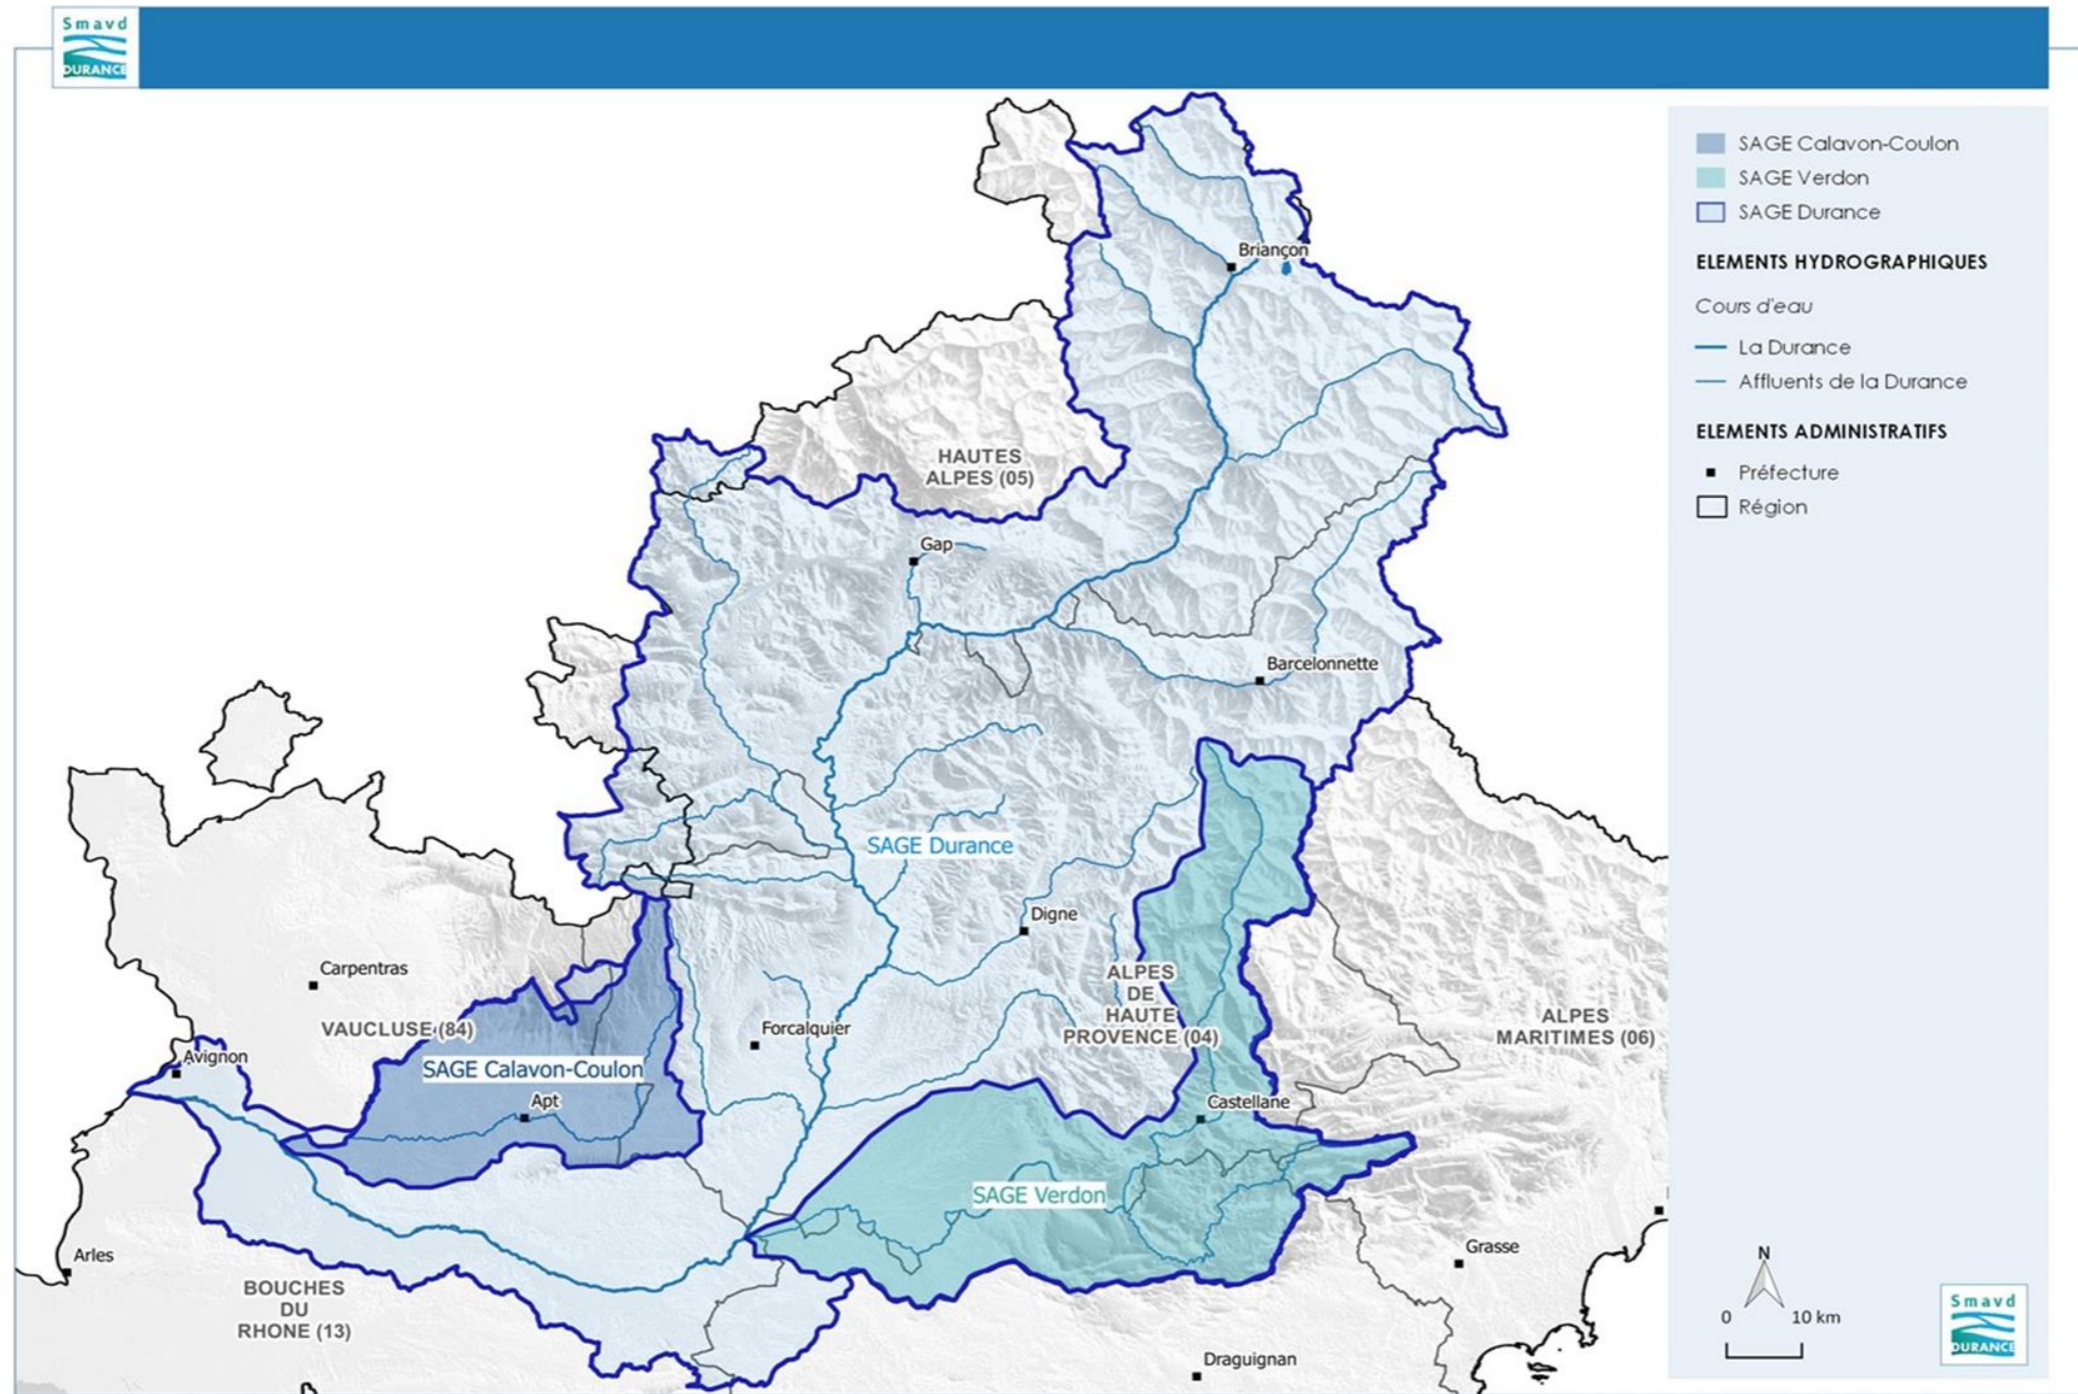 Smavd
DURANCE
SAGE Calavon-Coulon
SAGE Verdon
SAGE Durance
ELEMENTS HYDROGRAPHIQUES
Cours d'eau
La Durance
Affluents de la Durance
ELEMENTS ADMINISTRATIFS
Préfecture
Région
Briançon
HAUTES
ALPES (05)
Gap
Barcelonnette
SAGE Durance
Digne
Carpentras
ALPES
DE
HAUTE
PROVENCE (04)
VAUCLUSE (84)
Forcalquier
ALPES
MARITIMES (06)
Avignon
SAGE Calavon-Coulon
Apt
Castellane
SAGE Verdon
Arles
Grasse
BOUCHES
DU
RHONE (13)
Draguignan
N
0 10 km
Smavd
DURANCE